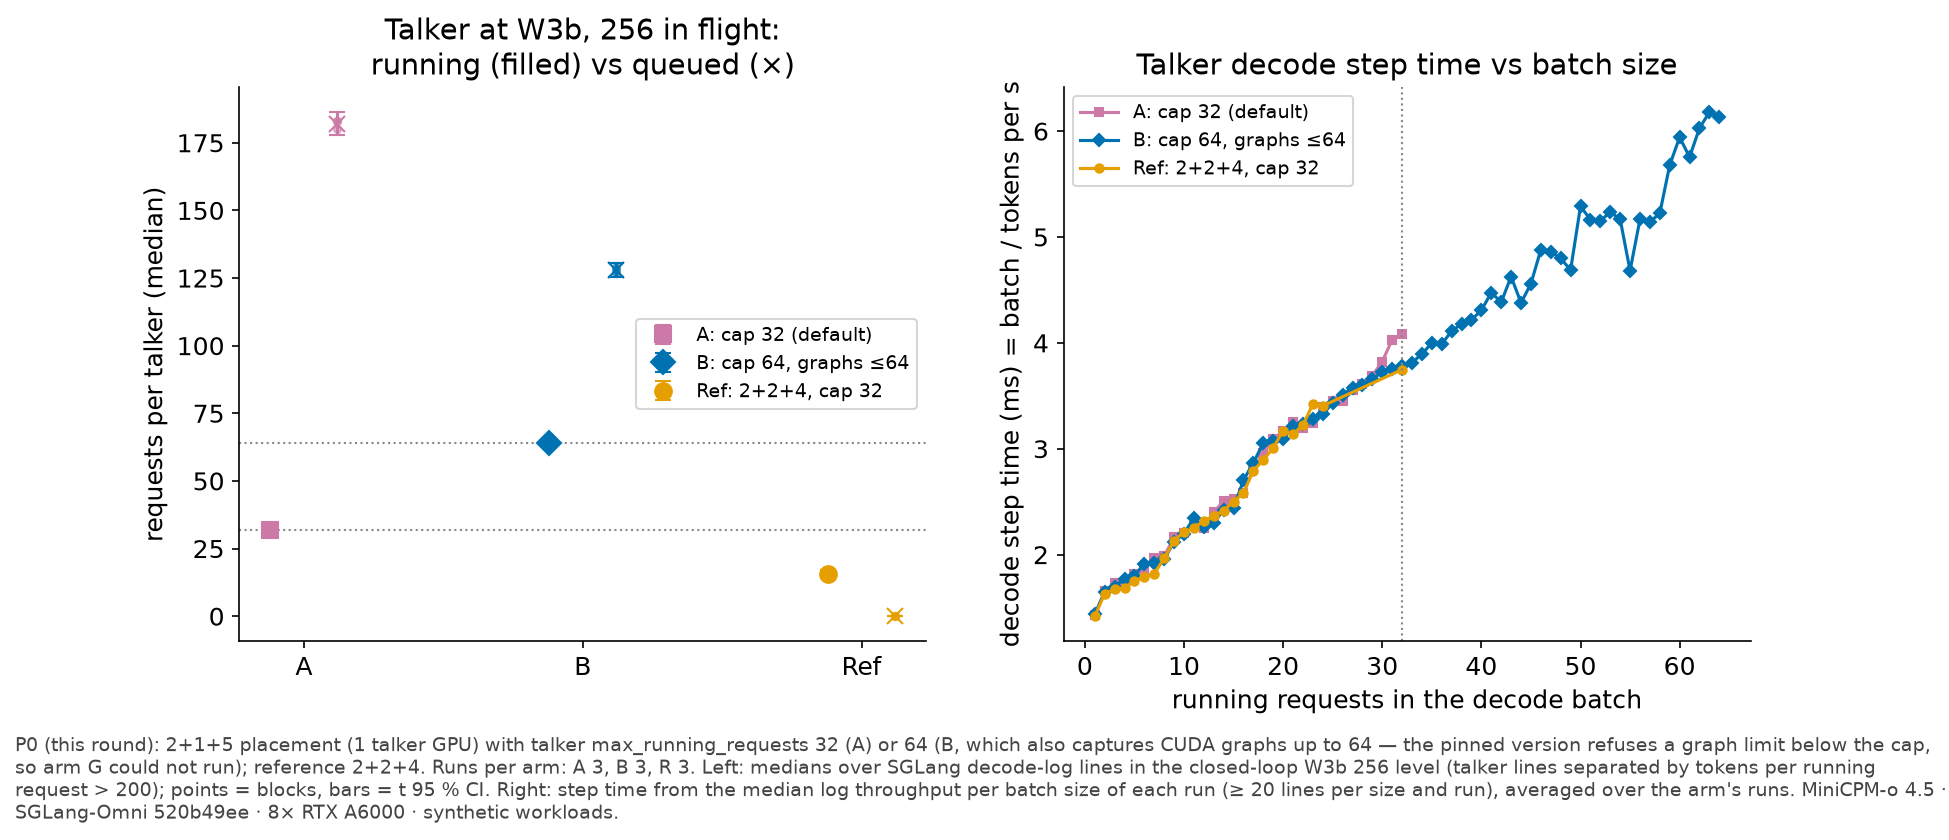 Talker at W3b, 256 in flight:
running (filled) vs queued (×)
requests per talker (median)
175
150
125
100
75
50
25
0
A: cap 32 (default)
B: cap 64, graphs ≤64
Ref: 2+2+4, cap 32
A
B
Ref
Talker decode step time vs batch size
decode step time (ms) = batch / tokens per s
6
5
4
3
2
A: cap 32 (default)
B: cap 64, graphs ≤64
Ref: 2+2+4, cap 32
0
10
20
30
40
50
60
running requests in the decode batch
P0 (this round): 2+1+5 placement (1 talker GPU) with talker max_running_requests 32 (A) or 64 (B, which also captures CUDA graphs up to 64 — the pinned version refuses a graph limit below the cap,
so arm G could not run); reference 2+2+4. Runs per arm: A 3, B 3, R 3. Left: medians over SGLang decode-log lines in the closed-loop W3b 256 level (talker lines separated by tokens per running
request > 200); points = blocks, bars = t 95 % CI. Right: step time from the median log throughput per batch size of each run (≥ 20 lines per size and run), averaged over the arm's runs. MiniCPM-o 4.5 ·
SGLang-Omni 520b49ee · 8× RTX A6000 · synthetic workloads.